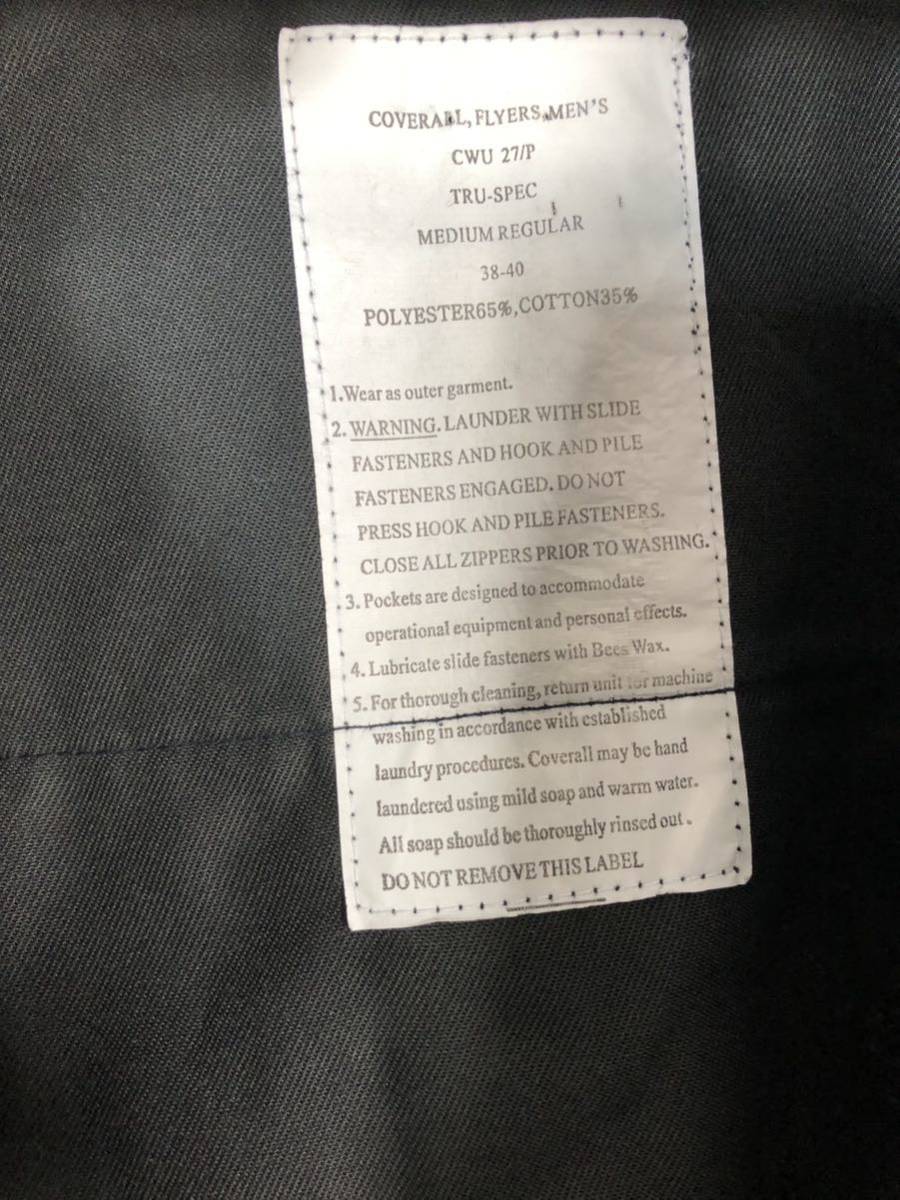 COVERALL, FLYERS, MEN'S
CWU 27/P
TRU-SPEC
MEDIUM REGULAR
38-40
POLYESTER65%, COTTON35%
1. Wear as outer garment.
2. WARNING. LAUNDER WITH SLIDE
FASTENERS AND HOOK AND PILE
FASTENERS ENGAGED. DO NOT
PRESS HOOK AND PILE FASTENERS.
CLOSE ALL ZIPPERS PRIOR TO WASHING.
3. Pockets are designed to accommodate
operational equipment and personal effects.
4. Lubricate slide fasteners with Bees Wax.
5. For thorough cleaning, return unit for machine
washing in accordance with established
laundry procedures. Coverall may be hand
laundered using mild soap and warm water.
All soap should be thoroughly rinsed out.
DO NOT REMOVE THIS LABEL